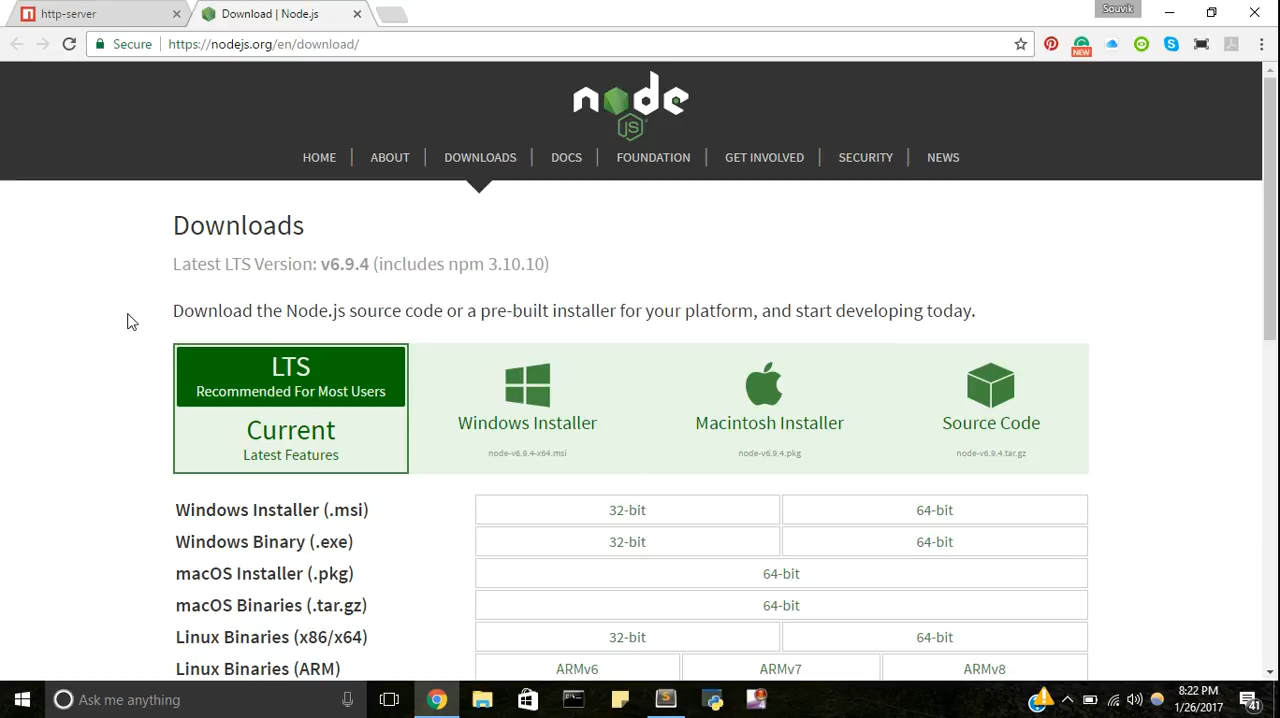 http-server
Download | Node.js
Souvik
Secure
https://nodejs.org/en/download/
NEW
node
JS
HOME
ABOUT
DOWNLOADS
DOCS
FOUNDATION
GET INVOLVED
SECURITY
NEWS
Downloads
Latest LTS Version: v6.9.4 (includes npm 3.10.10)
Download the Node.js source code or a pre-built installer for your platform, and start developing today.
LTS
Recommended For Most Users
Current
Latest Features
Windows Installer
node-v6.9.4-x64.msi
Macintosh Installer
node-v6.9.4.pkg
Source Code
node-v6.9.4.tar.gz
Windows Installer (.msi)
32-bit
64-bit
Windows Binary (.exe)
32-bit
64-bit
macOS Installer (.pkg)
64-bit
macOS Binaries (.tar.gz)
64-bit
Linux Binaries (x86/x64)
32-bit
64-bit
Linux Binaries (ARM)
ARMv6
ARMv7
ARMv8
Ask me anything
8:22 PM
1/26/2017
41